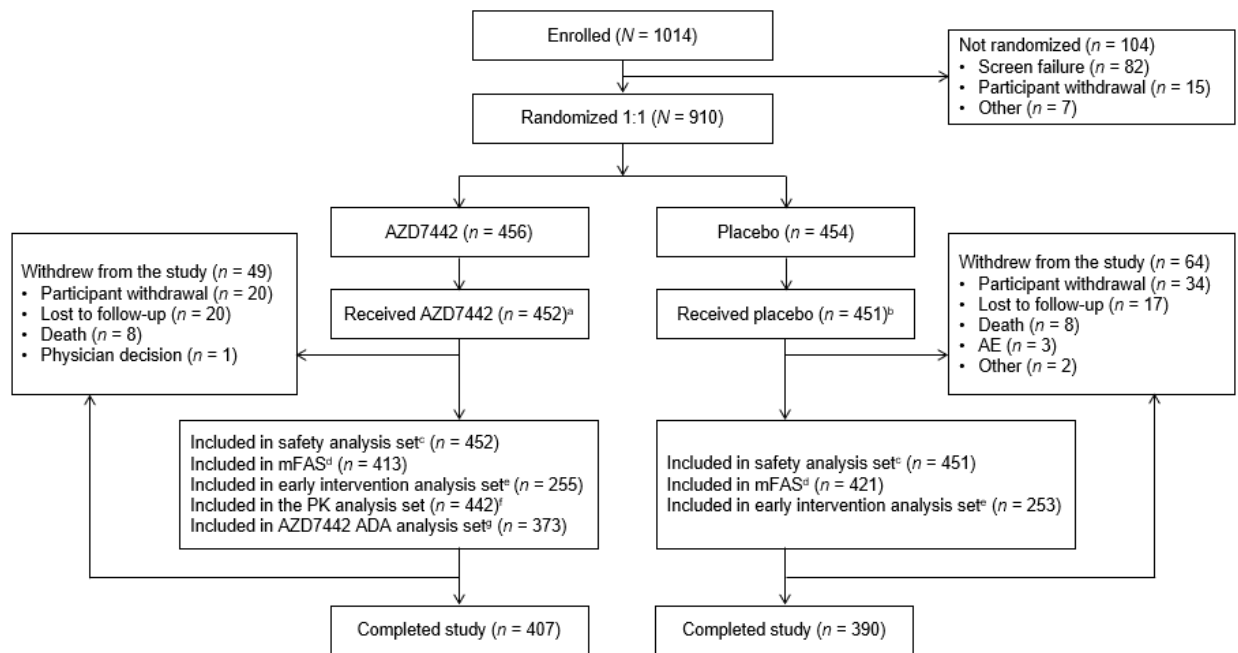 Enrolled (N = 1014)
Not randomized (n = 104)
• Screen failure (n = 82)
• Participant withdrawal (n = 15)
• Other (n = 7)
Randomized 1:1 (N = 910)
AZD7442 (n = 456)
Placebo (n = 454)
Withdrew from the study (n = 49)
• Participant withdrawal (n = 20)
• Lost to follow-up (n = 20)
• Death (n = 8)
• Physician decision (n = 1)
Received AZD7442 (n = 452)ᵃ
Received placebo (n = 451)ᵇ
Withdrew from the study (n = 64)
• Participant withdrawal (n = 34)
• Lost to follow-up (n = 17)
• Death (n = 8)
• AE (n = 3)
• Other (n = 2)
Included in safety analysis setᶜ (n = 452)
Included in mFASᵈ (n = 413)
Included in early intervention analysis setᵉ (n = 255)
Included in the PK analysis set (n = 442)ᶠ
Included in AZD7442 ADA analysis setᵍ (n = 373)
Included in safety analysis setᶜ (n = 451)
Included in mFASᵈ (n = 421)
Included in early intervention analysis setᵉ (n = 253)
Completed study (n = 407)
Completed study (n = 390)